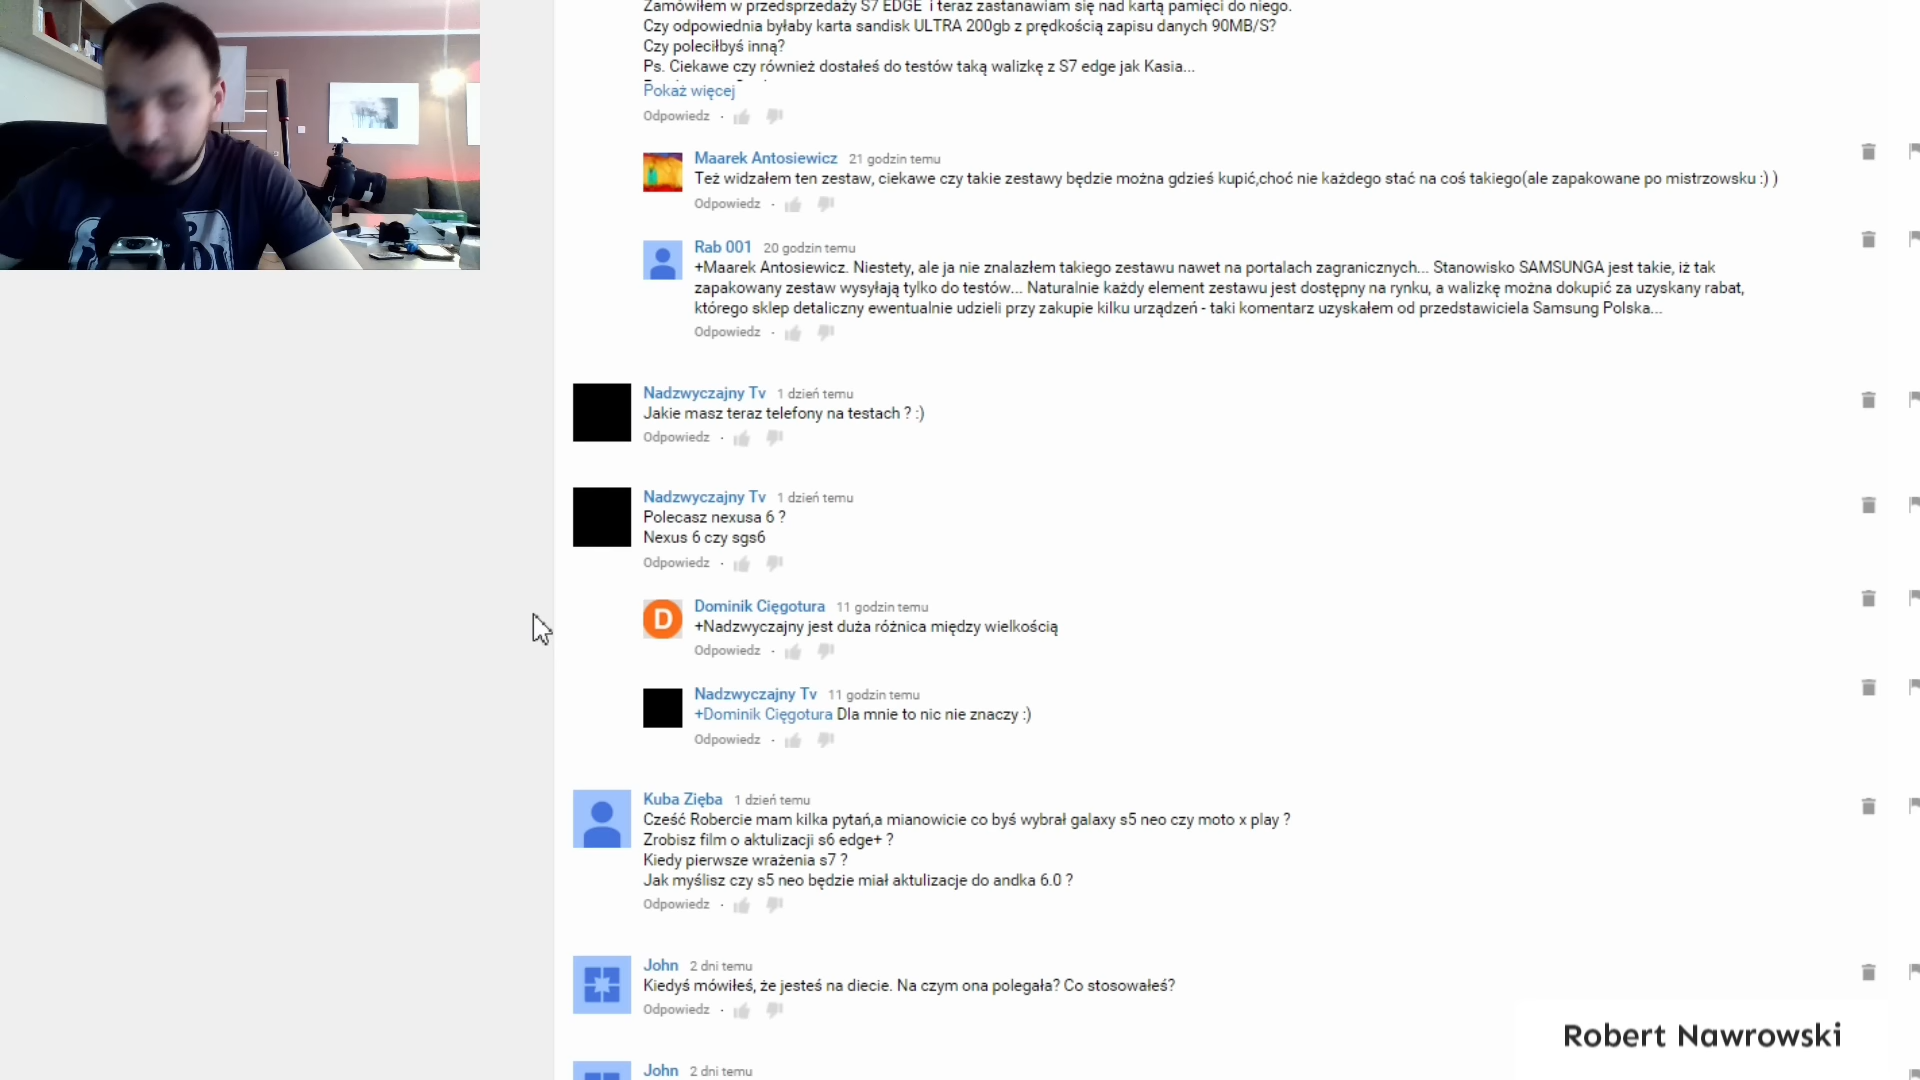 Zamówiłem w przedsprzedaży S7 EDGE i teraz zastanawiam się nad kartą pamięci do niego.
Czy odpowiednia byłaby karta sandisk ULTRA 200gb z prędkością zapisu danych 90MB/S?
Czy poleciłbyś inną?
Ps. Ciekawe czy również dostałeś do testów taką walizkę z S7 edge jak Kasia...
Pokaż więcej
Odpowiedz ·
Maarek Antosiewicz 21 godzin temu
Też widzałem ten zestaw, ciekawe czy takie zestawy będzie można gdzieś kupić,choć nie każdego stać na coś takiego(ale zapakowane po mistrzowsku :) )
Odpowiedz ·
Rab 001 20 godzin temu
+Maarek Antosiewicz. Niestety, ale ja nie znalazłem takiego zestawu nawet na portalach zagranicznych... Stanowisko SAMSUNGA jest takie, iż tak
zapakowany zestaw wysyłają tylko do testów... Naturalnie każdy element zestawu jest dostępny na rynku, a walizkę można dokupić za uzyskany rabat,
którego sklep detaliczny ewentualnie udzieli przy zakupie kilku urządzeń - taki komentarz uzyskałem od przedstawiciela Samsung Polska...
Odpowiedz ·
Nadzwyczajny Tv 1 dzień temu
Jakie masz teraz telefony na testach ? :)
Odpowiedz ·
Nadzwyczajny Tv 1 dzień temu
Polecasz nexusa 6 ?
Nexus 6 czy sgs6
Odpowiedz ·
D
Dominik Cięgotura 11 godzin temu
+Nadzwyczajny jest duża różnica między wielkością
Odpowiedz ·
Nadzwyczajny Tv 11 godzin temu
+Dominik Cięgotura Dla mnie to nic nie znaczy :)
Odpowiedz ·
Kuba Zięba 1 dzień temu
Cześć Robercie mam kilka pytań,a mianowicie co byś wybrał galaxy s5 neo czy moto x play ?
Zrobisz film o aktulizacji s6 edge+ ?
Kiedy pierwsze wrażenia s7 ?
Jak myślisz czy s5 neo będzie miał aktulizacje do andka 6.0 ?
Odpowiedz ·
John 2 dni temu
Kiedyś mówiłeś, że jesteś na diecie. Na czym ona polegała? Co stosowałeś?
Odpowiedz ·
Robert Nawrowski
John 2 dni temu